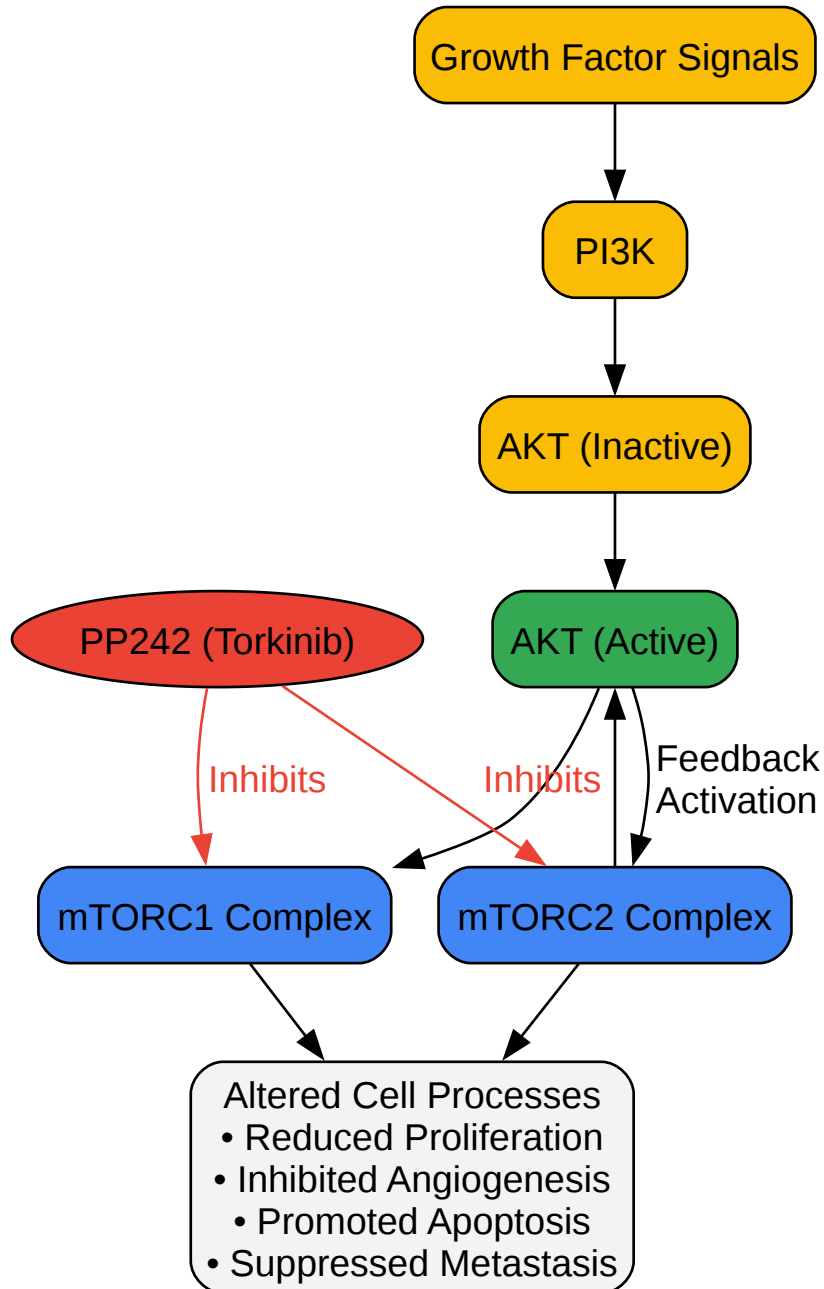 Growth Factor Signals
PI3K
AKT (Inactive)
PP242 (Torkinib)
AKT (Active)
Inhibits
Inhibits
Feedback
Activation
mTORC1 Complex
mTORC2 Complex
Altered Cell Processes
• Reduced Proliferation
• Inhibited Angiogenesis
• Promoted Apoptosis
• Suppressed Metastasis